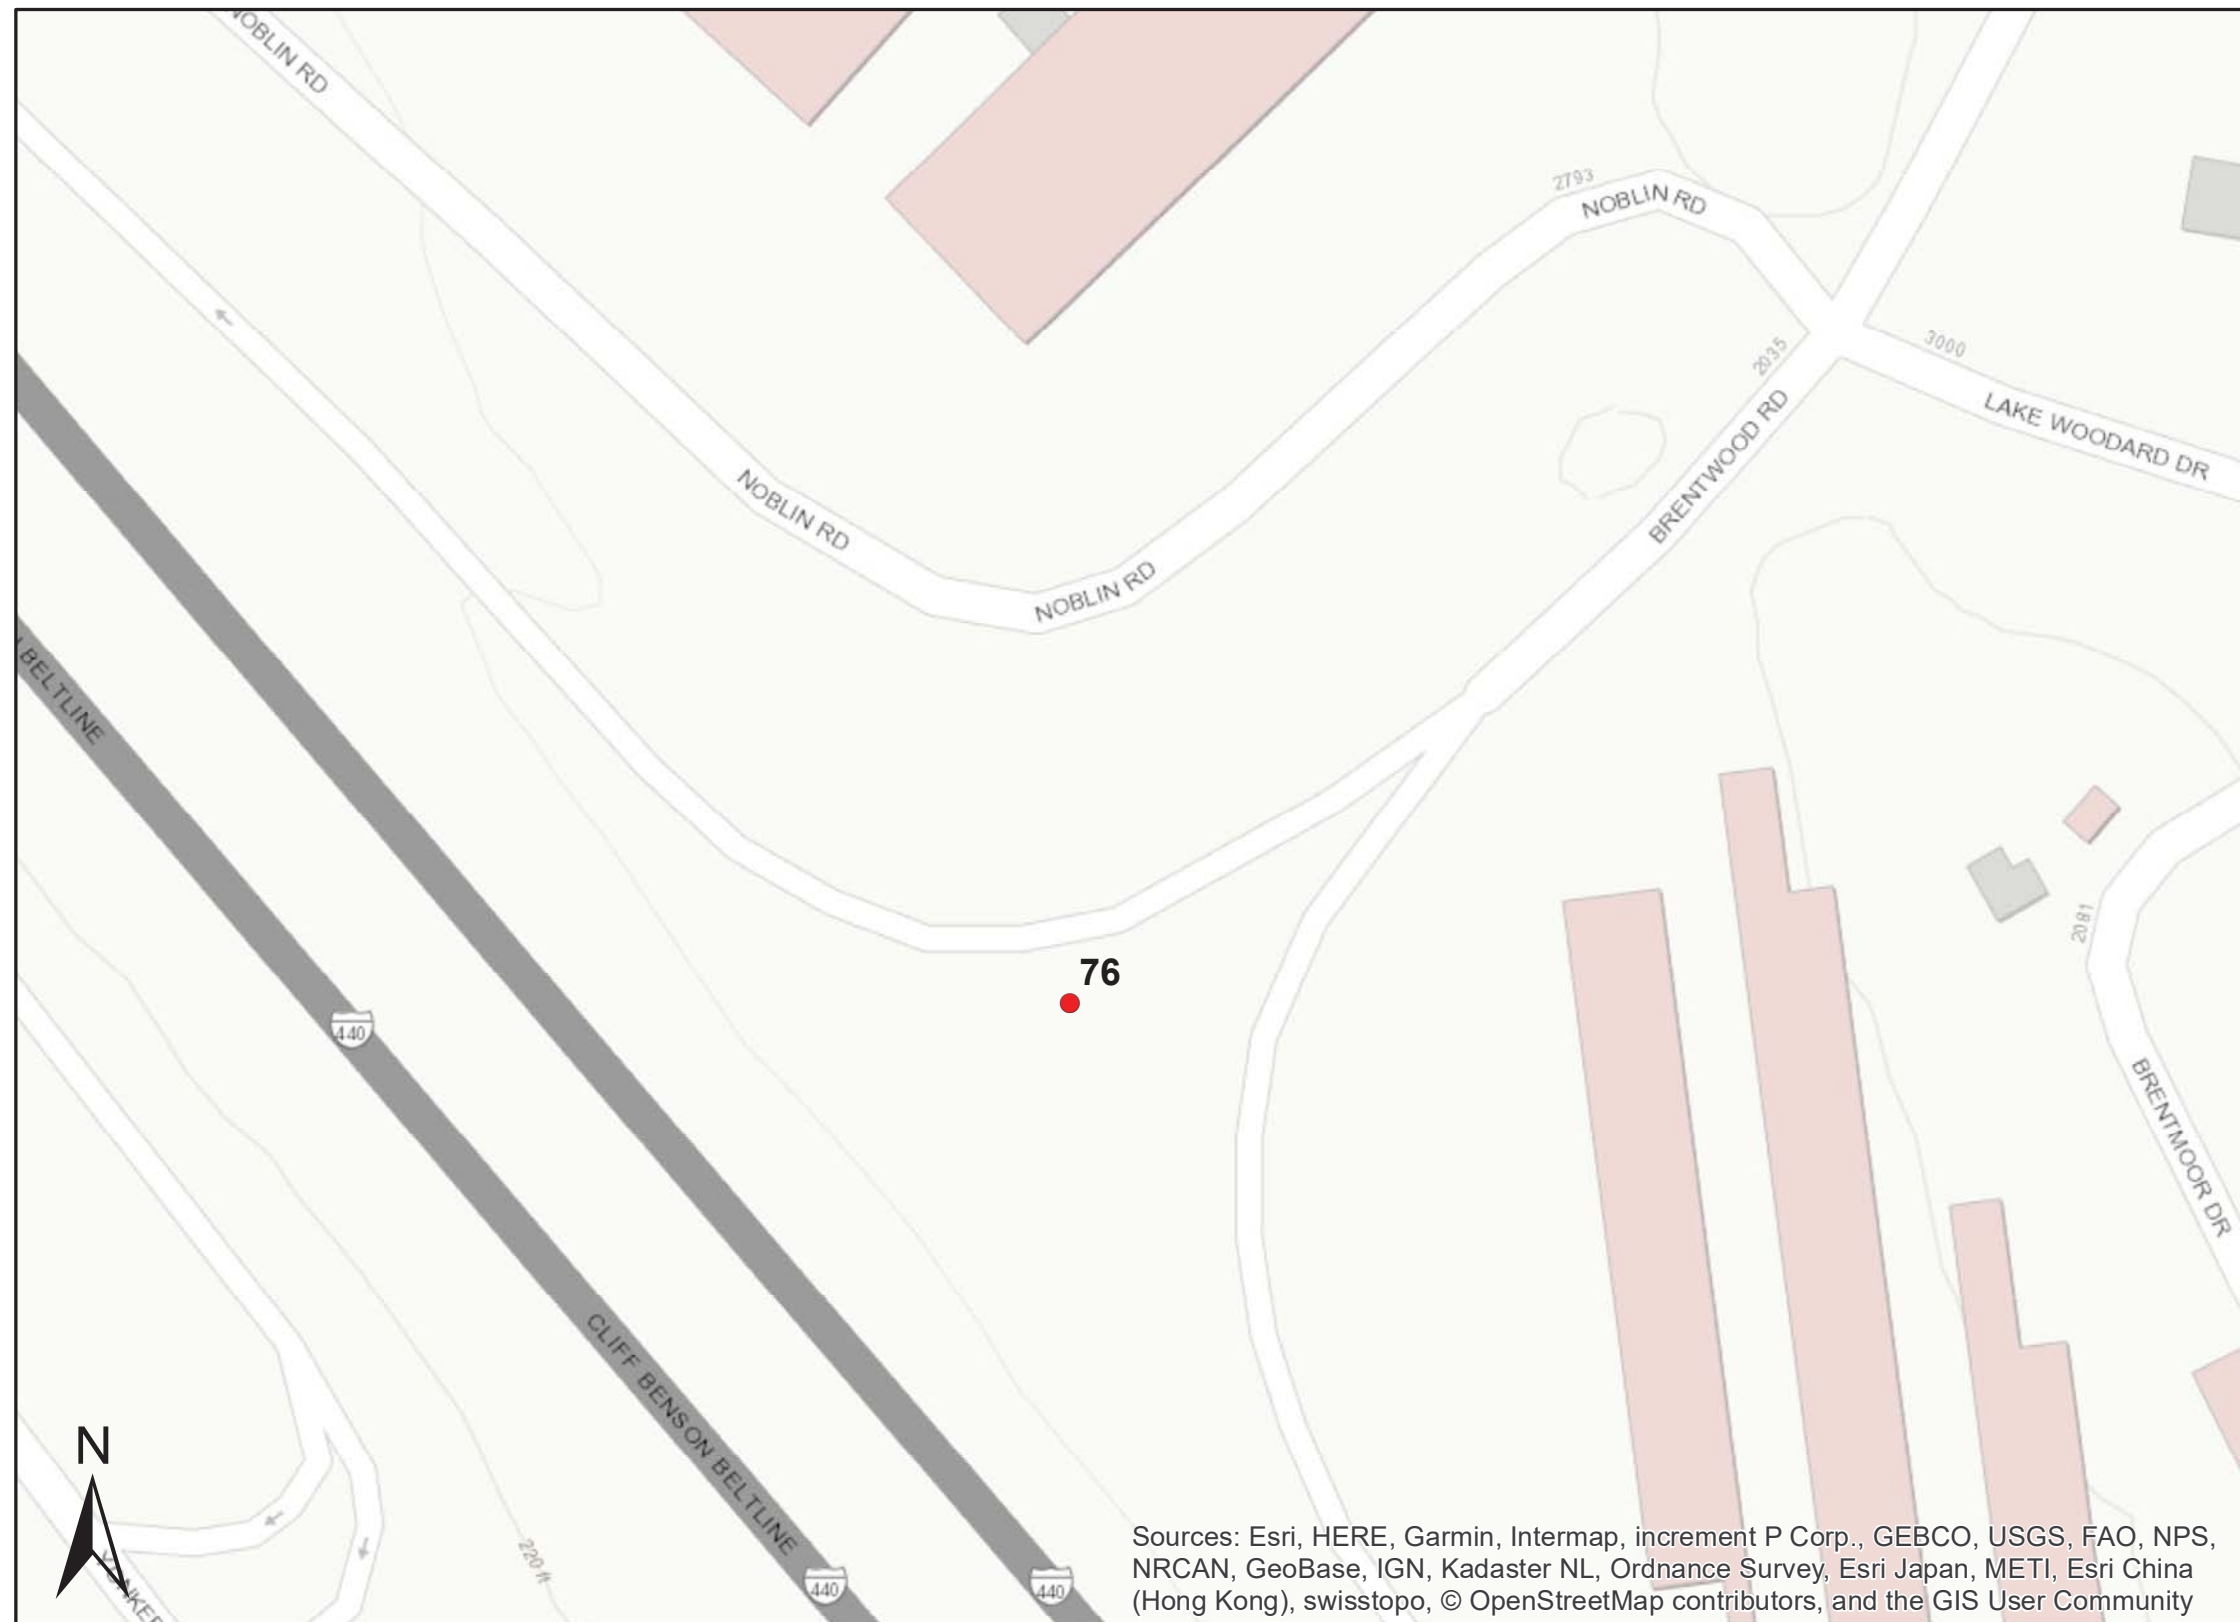 NOBLIN RD
2793
NOBLIN RD
2035
3000
LAKE WOODARD DR
BRENTWOOD RD
NOBLIN RD
NOBLIN RD
BELTLINE
2081
76
440
BRENTMOOR DR
CLIFF BENSON BELTLINE
N
220 ft
440
440
Sources: Esri, HERE, Garmin, Intermap, increment P Corp., GEBCO, USGS, FAO, NPS,
NRCAN, GeoBase, IGN, Kadaster NL, Ordnance Survey, Esri Japan, METI, Esri China
(Hong Kong), swisstopo, © OpenStreetMap contributors, and the GIS User Community